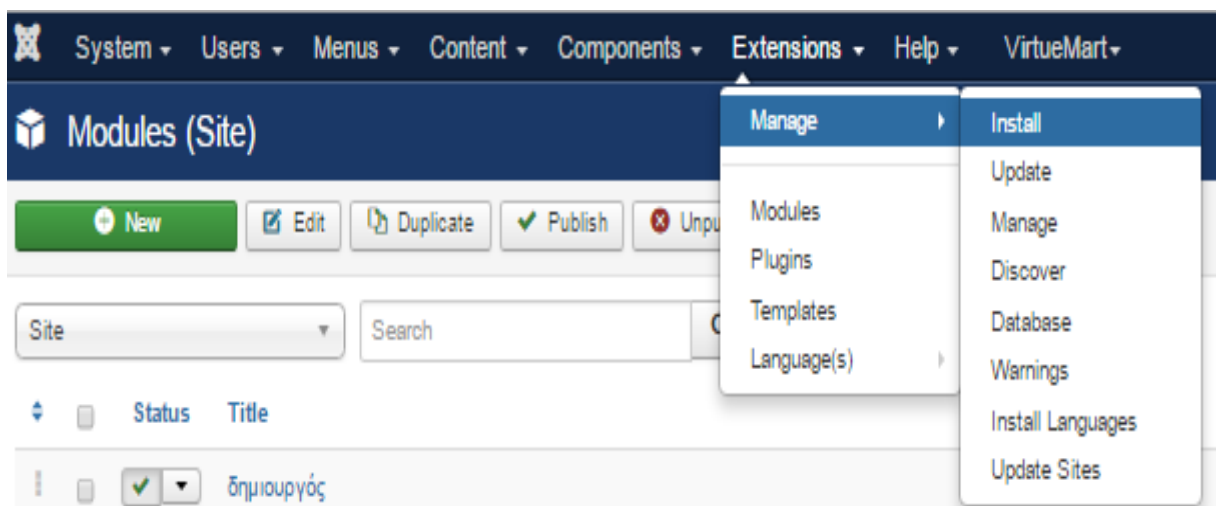 System Users Menus Content Components Extensions Help VirtueMart
Modules (Site)
New Edit Duplicate Publish
Site Search
Status Title
δημιουργός
Manage
Modules
Plugins
Templates
Language(s)
Install
Update
Manage
Discover
Database
Warnings
Install Languages
Update Sites